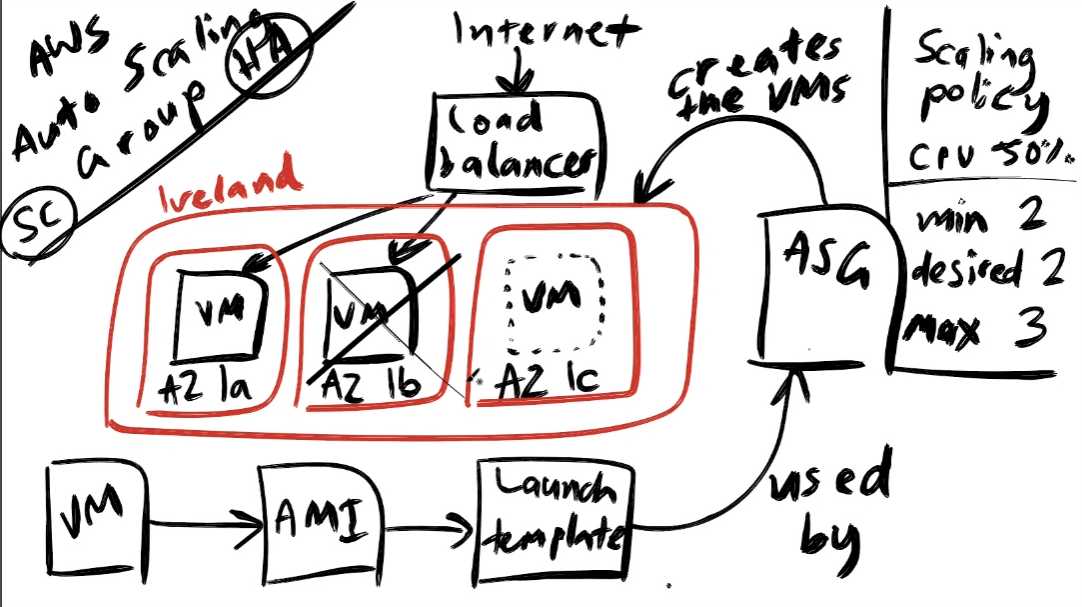 AWS
Auto Scaling
Group
HA
SC
Internet
Load
balancer
creates
the VMs
Scaling
policy
CPU 50%.
min 2
desired 2
max 3
ASG
Ireland
VM
AZ 1a
VM
AZ 1b
VM
AZ 1c
VM
AMI
Launch
template
used
by